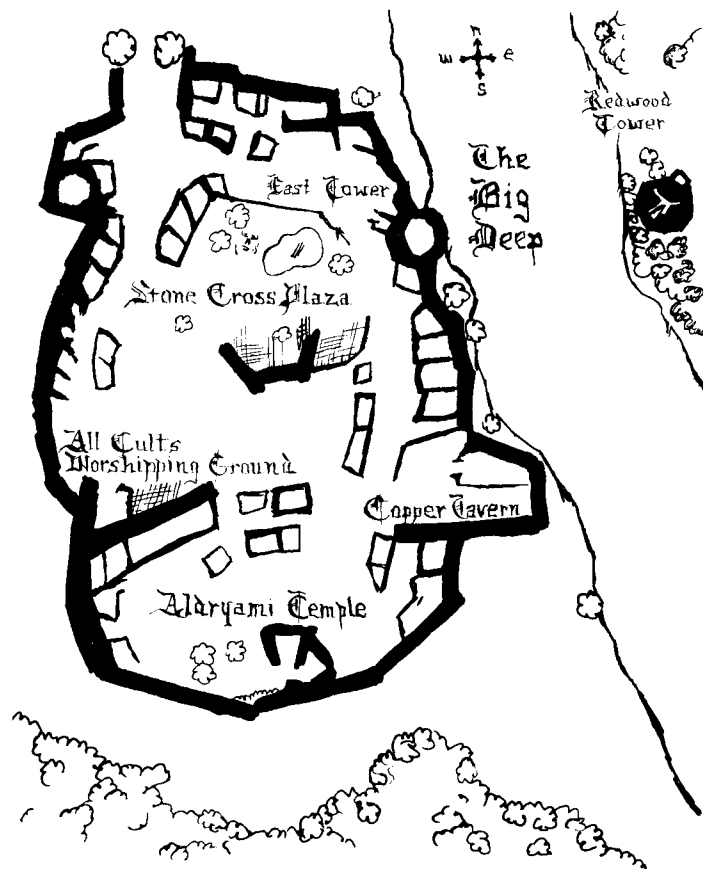 n
w e
s
Redwood
Tower
The
Big
Deep
East Tower
Stone Cross Plaza
All Cults
Worshipping Ground
Copper Tavern
Aldryami Temple